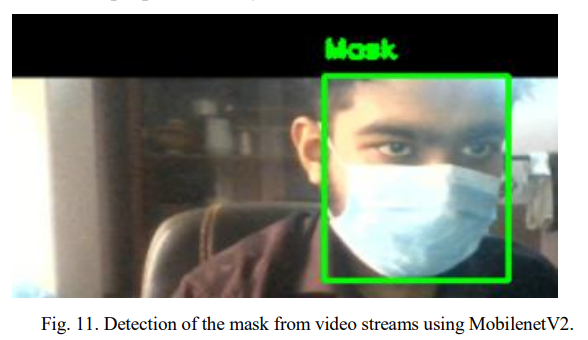 Mask
Fig. 11. Detection of the mask from video streams using MobilenetV2.